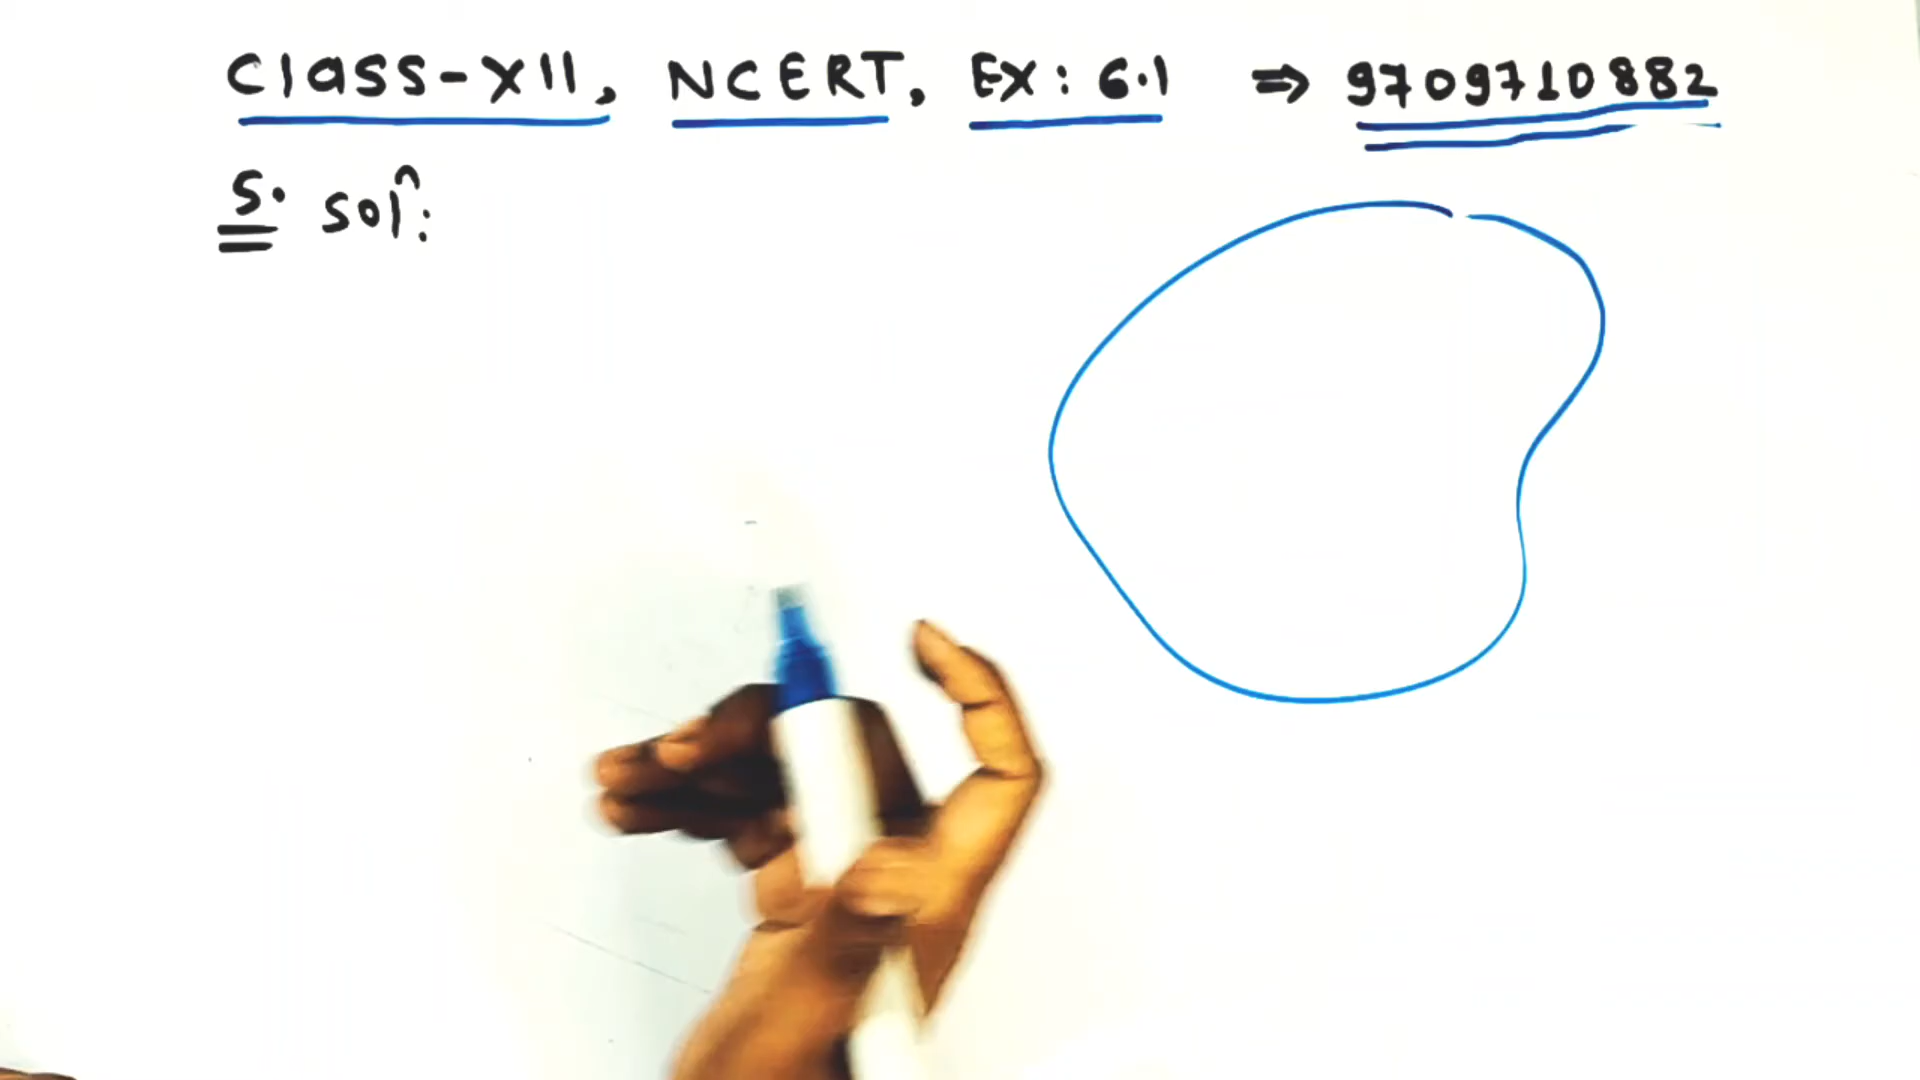 Class-XII, NCERT, EX: 6.1 ⇒ 9709710882
5. solⁿ: